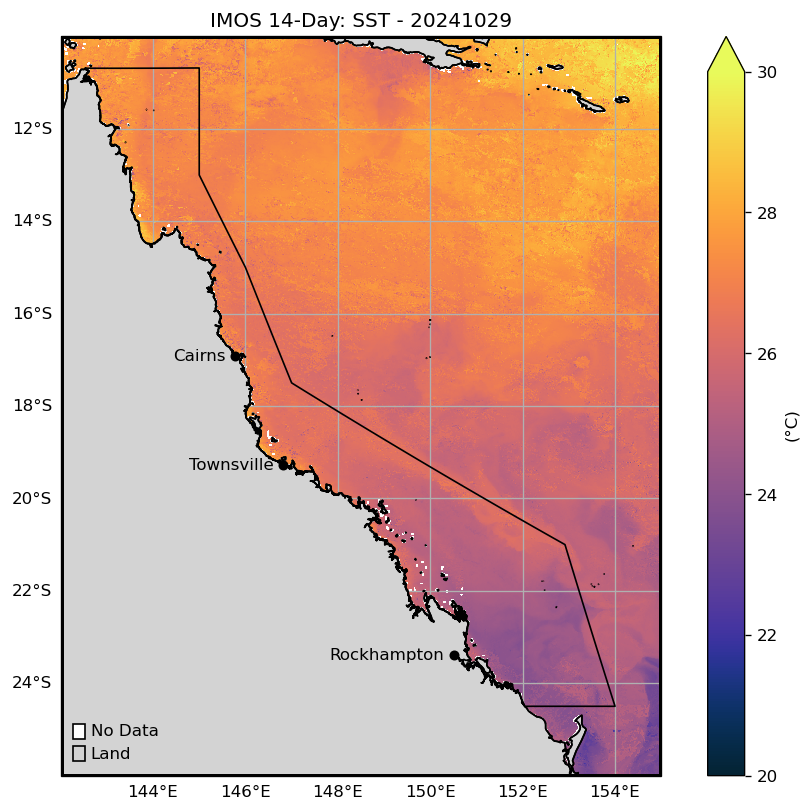 IMOS 14-Day: SST - 20241029
30
12°S
28
14°S
16°S
Cairns
26
18°S
(°C)
Townsville
20°S
24
22°S
22
Rockhampton
24°S
No Data
Land
20
144°E 146°E 148°E 150°E 152°E 154°E